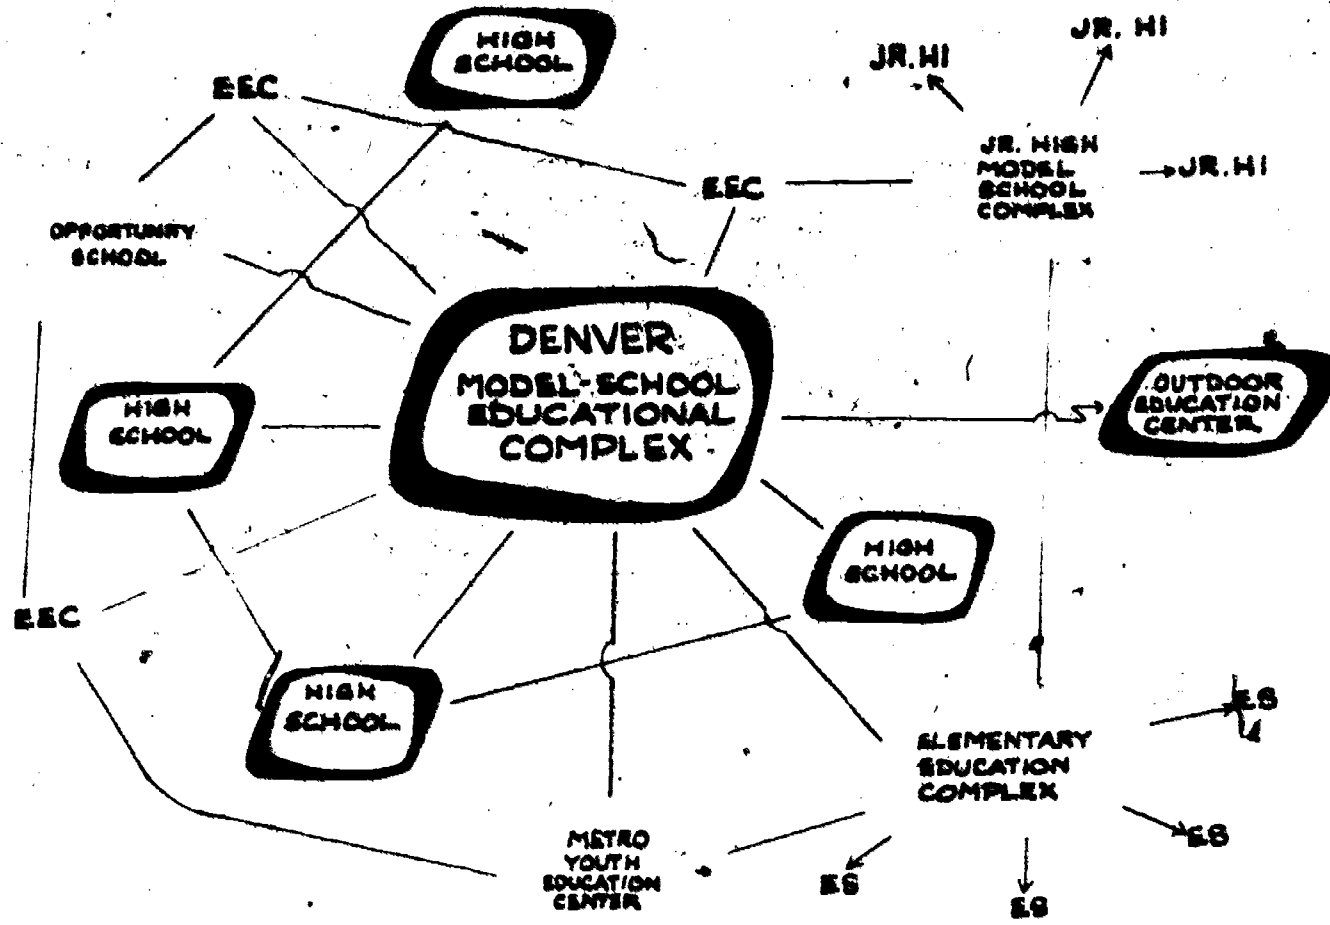 HIGH
SCHOOL
JR. HI
JR. HI
EEC
JR. HIGH
MODEL
SCHOOL
COMPLEX
JR. HI
EEC
OPPORTUNITY
SCHOOL
DENVER
MODEL-SCHOOL
EDUCATIONAL
COMPLEX
OUTDOOR
EDUCATION
CENTER
HIGH
SCHOOL
HIGH
SCHOOL
EEC
HIGH
SCHOOL
ES
ELEMENTARY
EDUCATION
COMPLEX
ES
METRO
YOUTH
EDUCATION
CENTER
ES
ES